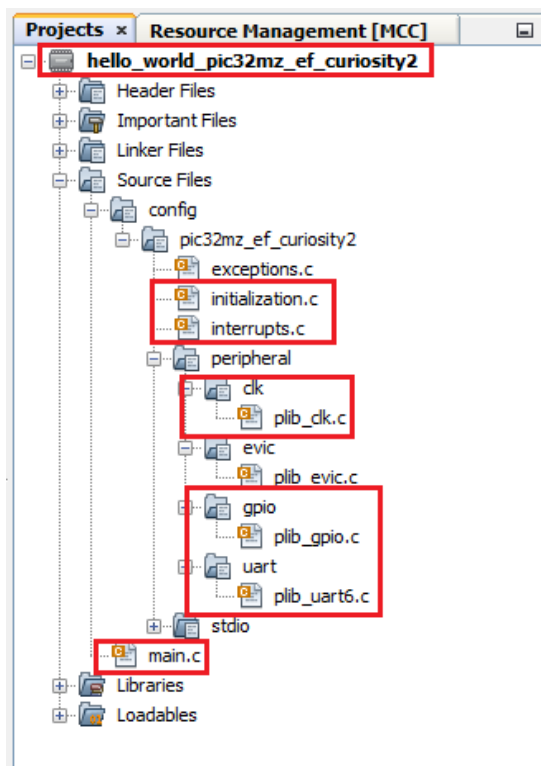 Projects × Resource Management [MCC]
hello_world_pic32mz_ef_curiosity2
Header Files
Important Files
Linker Files
Source Files
config
pic32mz_ef_curiosity2
exceptions.c
initialization.c
interrupts.c
peripheral
clk
plib_clk.c
evic
plib_evic.c
gpio
plib_gpio.c
uart
plib_uart6.c
stdio
main.c
Libraries
Loadables